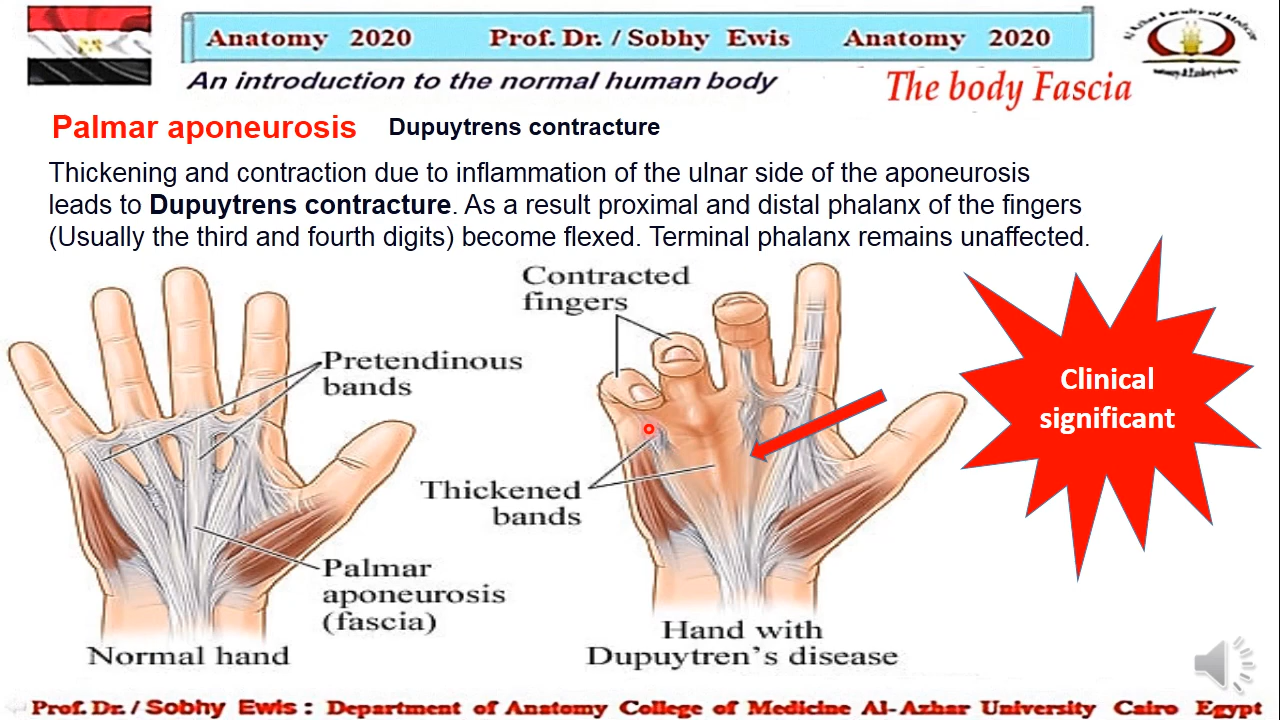 Anatomy 2020 Prof. Dr. / Sobhy Ewis Anatomy 2020
An introduction to the normal human body
The body Fascia
Palmar aponeurosis Dupuytrens contracture
Thickening and contraction due to inflammation of the ulnar side of the aponeurosis
leads to Dupuytrens contracture. As a result proximal and distal phalanx of the fingers
(Usually the third and fourth digits) become flexed. Terminal phalanx remains unaffected.
Contracted
fingers
Pretendinous
bands
Thickened
bands
Palmar
aponeurosis
(fascia)
Normal hand
Hand with
Dupuytren's disease
Clinical
significant
Prof. Dr. / Sobhy Ewis : Department of Anatomy College of Medicine Al-Azhar University Cairo Egypt